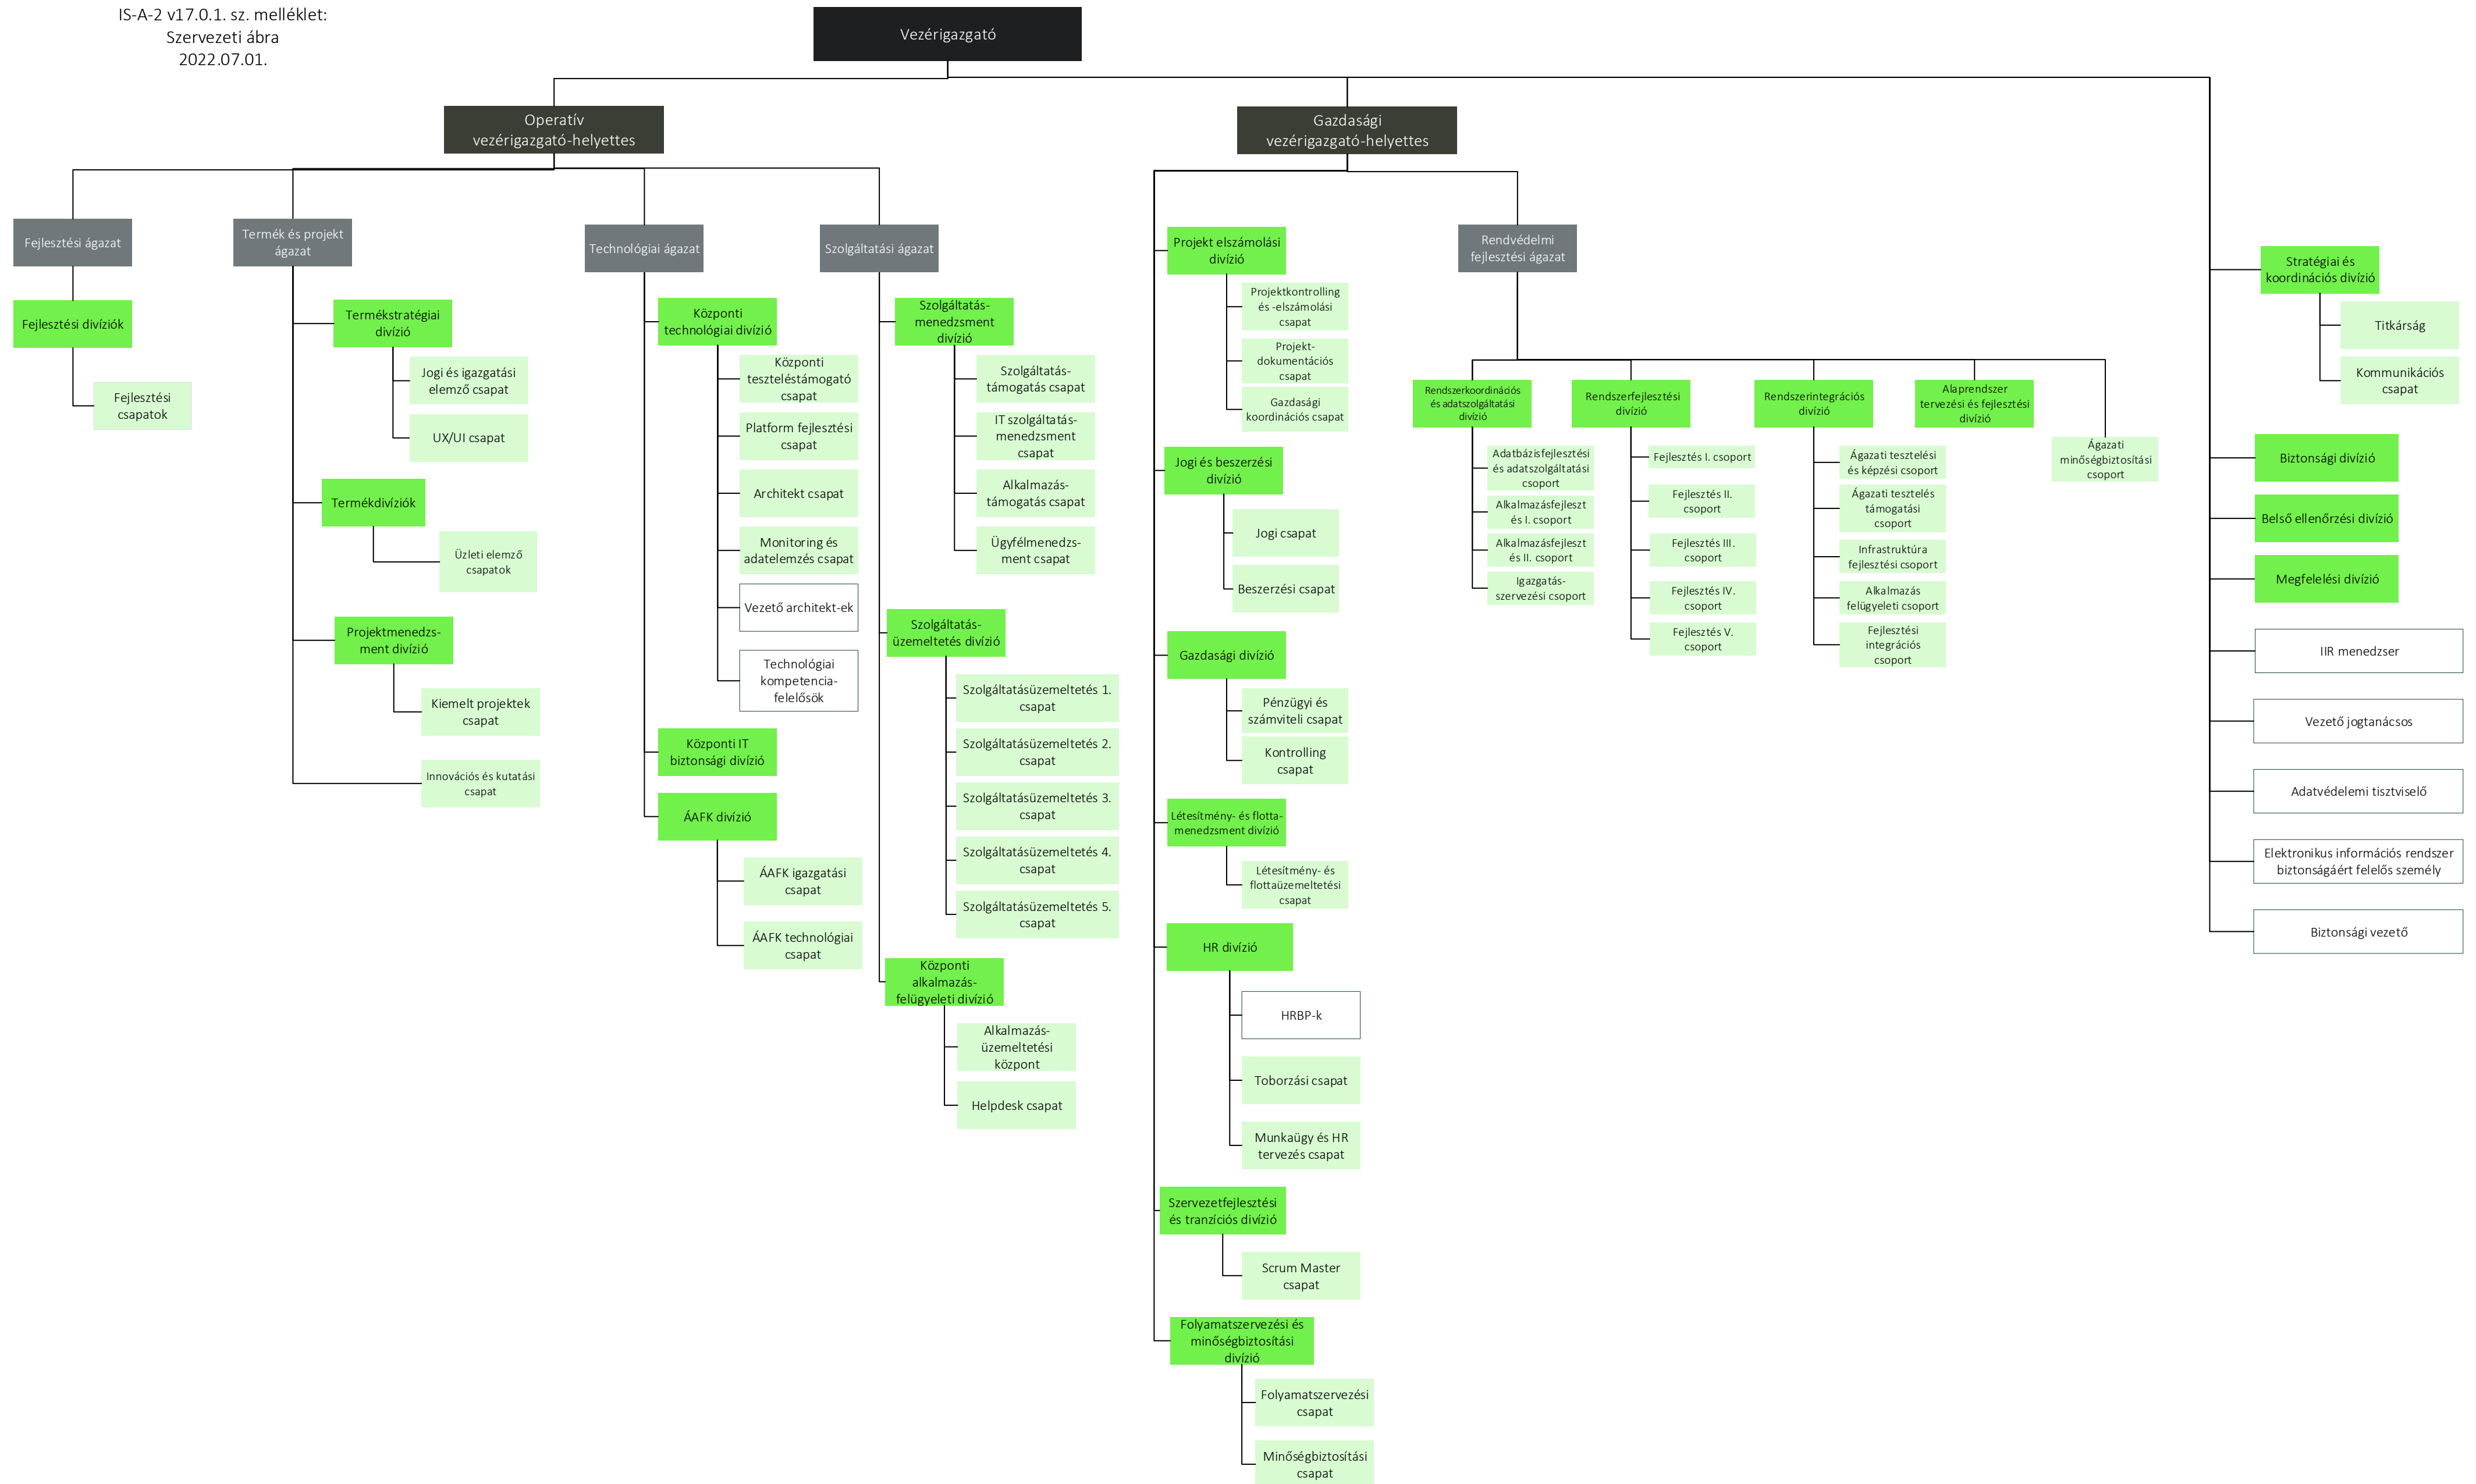 IS-A-2 v17.0.1. sz. melléklet:
Szervezeti ábra
2022.07.01.
Vezérigazgató
Operatív
vezérigazgató-helyettes
Gazdasági
vezérigazgató-helyettes
Fejlesztési ágazat
Fejlesztési divíziók
Fejlesztési
csapatok
Termék és projekt
ágazat
Termékstratégiai
divízió
Jogi és igazgatási
elemző csapat
UX/UI csapat
Termékdivíziók
Üzleti elemző
csapatok
Projektmenedzs-
ment divízió
Kiemelt projektek
csapat
Innovációs és kutatási
csapat
Technológiai ágazat
Központi
technológiai divízió
Központi
teszteléstámogató
csapat
Platform fejlesztési
csapat
Architekt csapat
Monitoring és
adatelemzés csapat
Vezető architekt-ek
Technológiai
kompetencia-
felelősök
Központi IT
biztonsági divízió
ÁAFK divízió
ÁAFK igazgatási
csapat
ÁAFK technológiai
csapat
Szolgáltatási ágazat
Szolgáltatás-
menedzsment
divízió
Szolgáltatás-
támogatás csapat
IT szolgáltatás-
menedzsment
csapat
Alkalmazás-
támogatás csapat
Ügyfélmenedzs-
ment csapat
Szolgáltatás-
üzemeltetés divízió
Szolgáltatásüzemeltetés 1.
csapat
Szolgáltatásüzemeltetés 2.
csapat
Szolgáltatásüzemeltetés 3.
csapat
Szolgáltatásüzemeltetés 4.
csapat
Szolgáltatásüzemeltetés 5.
csapat
Központi
alkalmazás-
felügyeleti divízió
Alkalmazás-
üzemeltetési
központ
Helpdesk csapat
Projekt elszámolási
divízió
Projektkontrolling
és -elszámolási
csapat
Projekt-
dokumentációs
csapat
Gazdasági
koordinációs csapat
Jogi és beszerzési
divízió
Jogi csapat
Beszerzési csapat
Gazdasági divízió
Pénzügyi és
számviteli csapat
Kontrolling
csapat
Létesítmény- és flotta-
menedzsment divízió
Létesítmény- és
flottaüzemeltetési
csapat
HR divízió
HRBP-k
Toborzási csapat
Munkaügy és HR
tervezés csapat
Szervezetfejlesztési
és tranzíciós divízió
Scrum Master
csapat
Folyamatszervezési és
minőségbiztosítási
divízió
Folyamatszervezési
csapat
Minőségbiztosítási
csapat
Rendvédelmi
fejlesztési ágazat
Rendszerkoordinációs
és adatszolgáltatási
divízió
Adatbázisfejlesztési
és adatszolgáltatási
csoport
Alkalmazásfejleszt
és I. csoport
Alkalmazásfejleszt
és II. csoport
Igazgatás-
szervezési csoport
Rendszerfejlesztési
divízió
Fejlesztés I. csoport
Fejlesztés II.
csoport
Fejlesztés III.
csoport
Fejlesztés IV.
csoport
Fejlesztés V.
csoport
Rendszerintegrációs
divízió
Ágazati tesztelési
és képzési csoport
Ágazati tesztelés
támogatási
csoport
Infrastruktúra
fejlesztési csoport
Alkalmazás
felügyeleti csoport
Fejlesztési
integrációs
csoport
Alaprendszer
tervezési és fejlesztési
divízió
Ágazati
minőségbiztosítási
csoport
Stratégiai és
koordinációs divízió
Titkárság
Kommunikációs
csapat
Biztonsági divízió
Belső ellenőrzési divízió
Megfelelési divízió
IIR menedzser
Vezető jogtanácsos
Adatvédelemi tisztviselő
Elektronikus információs rendszer
biztonságáért felelős személy
Biztonsági vezető